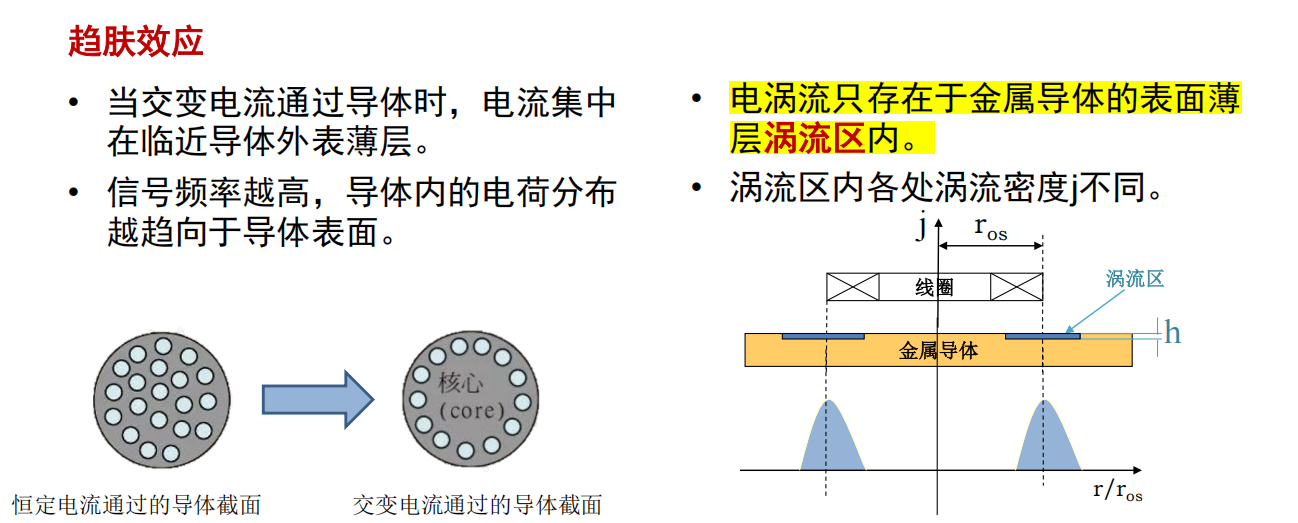 趋肤效应
• 当交变电流通过导体时，电流集中
在临近导体外表薄层。
• 信号频率越高，导体内的电荷分布
越趋向于导体表面。
核心
(core)
恒定电流通过的导体截面
交变电流通过的导体截面
• 电涡流只存在于金属导体的表面薄
层涡流区内。
• 涡流区内各处涡流密度j不同。
j
ros
线圈
涡流区
h
金属导体
r/ros